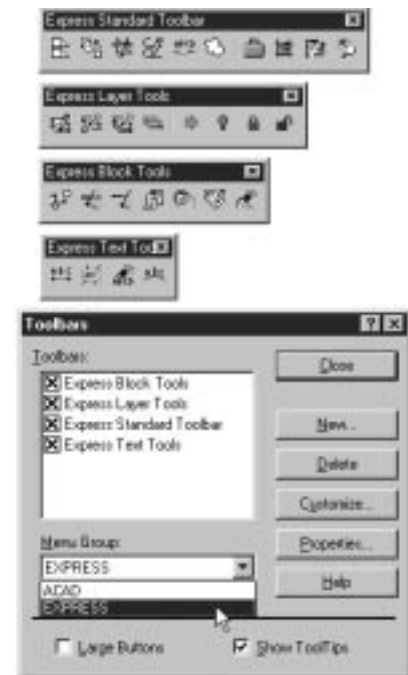 Express Standard Toolbar
Express Layer Tools
Express Block Tools
Express Text Too
Toolbars
Toolbars:
Express Block Tools
Express Layer Tools
Express Standard Toolbar
Express Text Tools
Close
New...
Delete
Customize...
Properties...
Help
Menu Group:
EXPRESS
ACAD
EXPRESS
Large Buttons
Show ToolTips